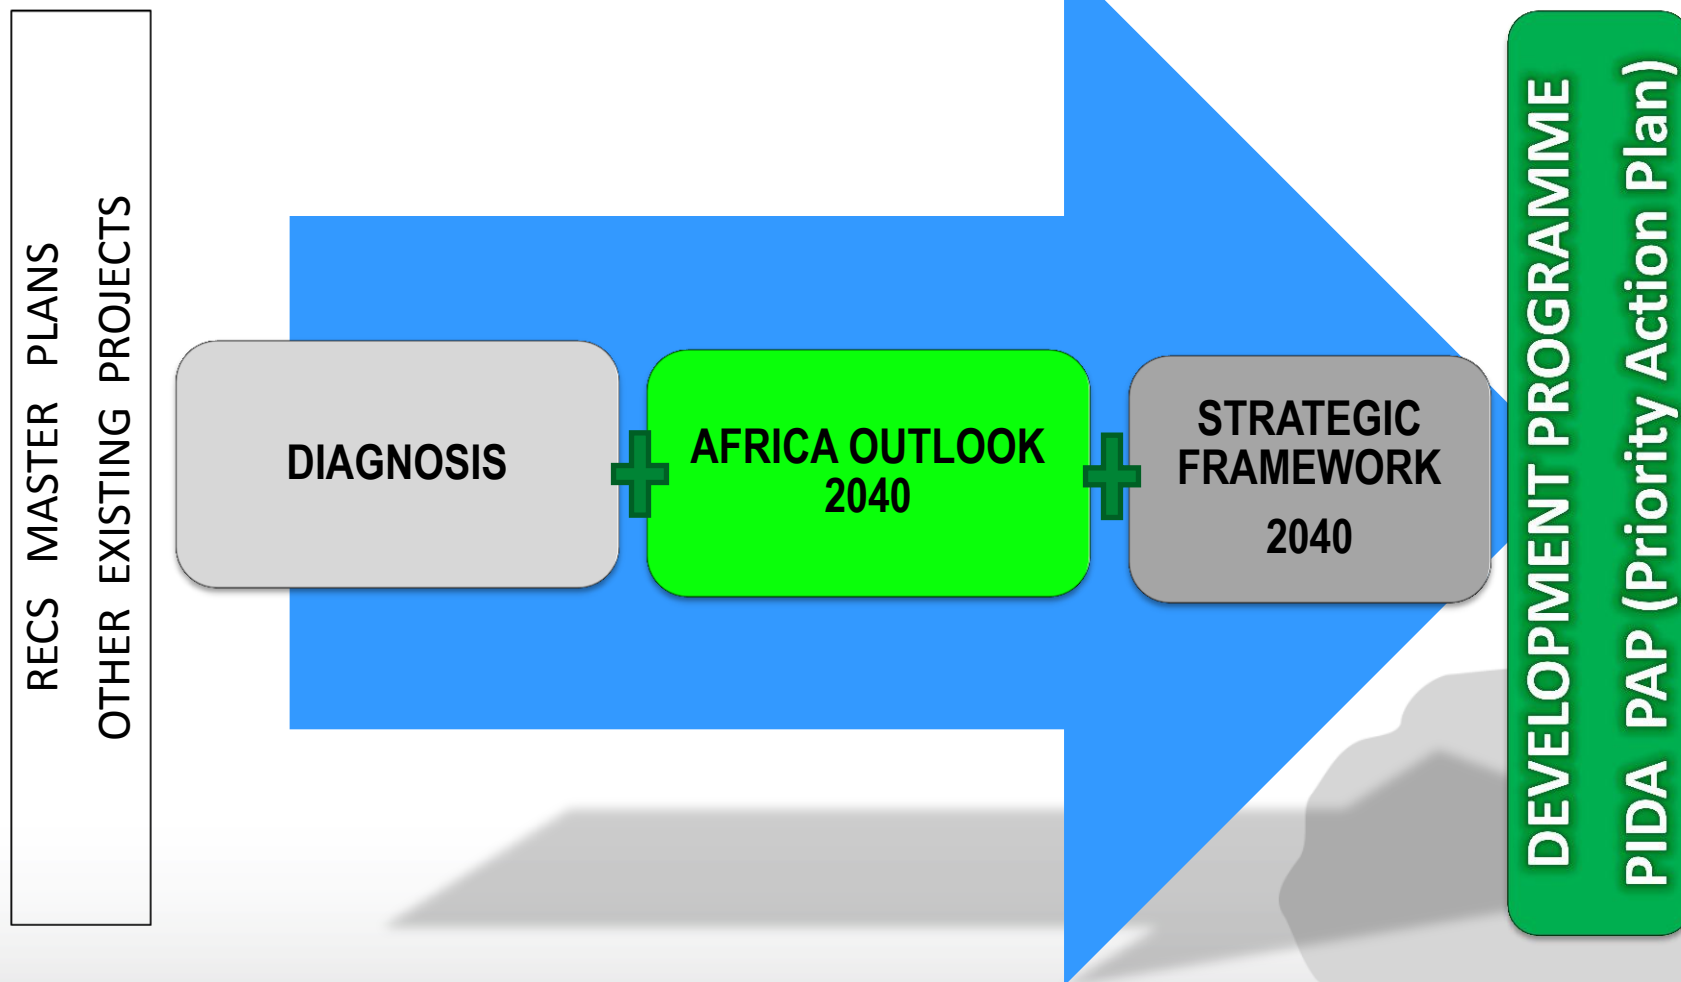 RECS MASTER PLANS
OTHER EXISTING PROJECTS
DIAGNOSIS
AFRICA OUTLOOK
2040
STRATEGIC
FRAMEWORK
2040
DEVELOPMENT PROGRAMME
PIDA PAP (Priority Action Plan)